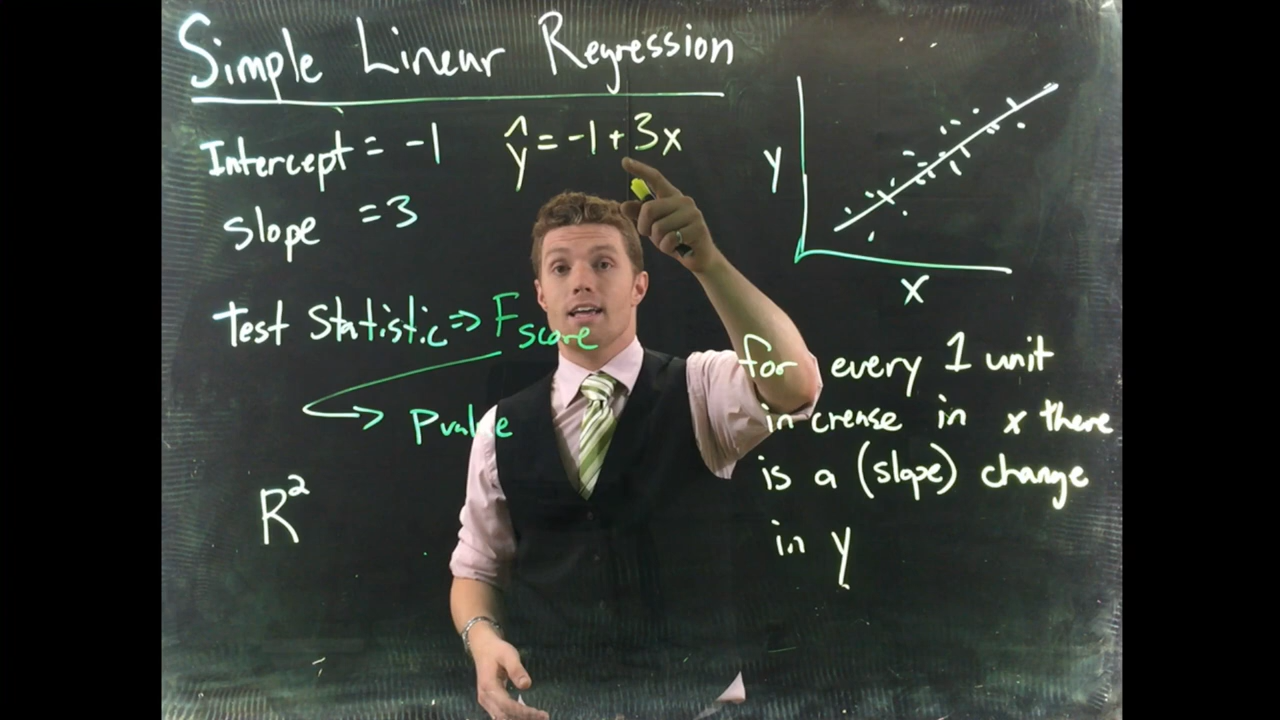 Simple Linear Regression
Intercept = -1
ŷ = -1 + 3x
slope = 3
y
x
Test Statistic ⇒ F score
p value
R²
for every 1 unit
increase in x there
is a (slope) change
in y